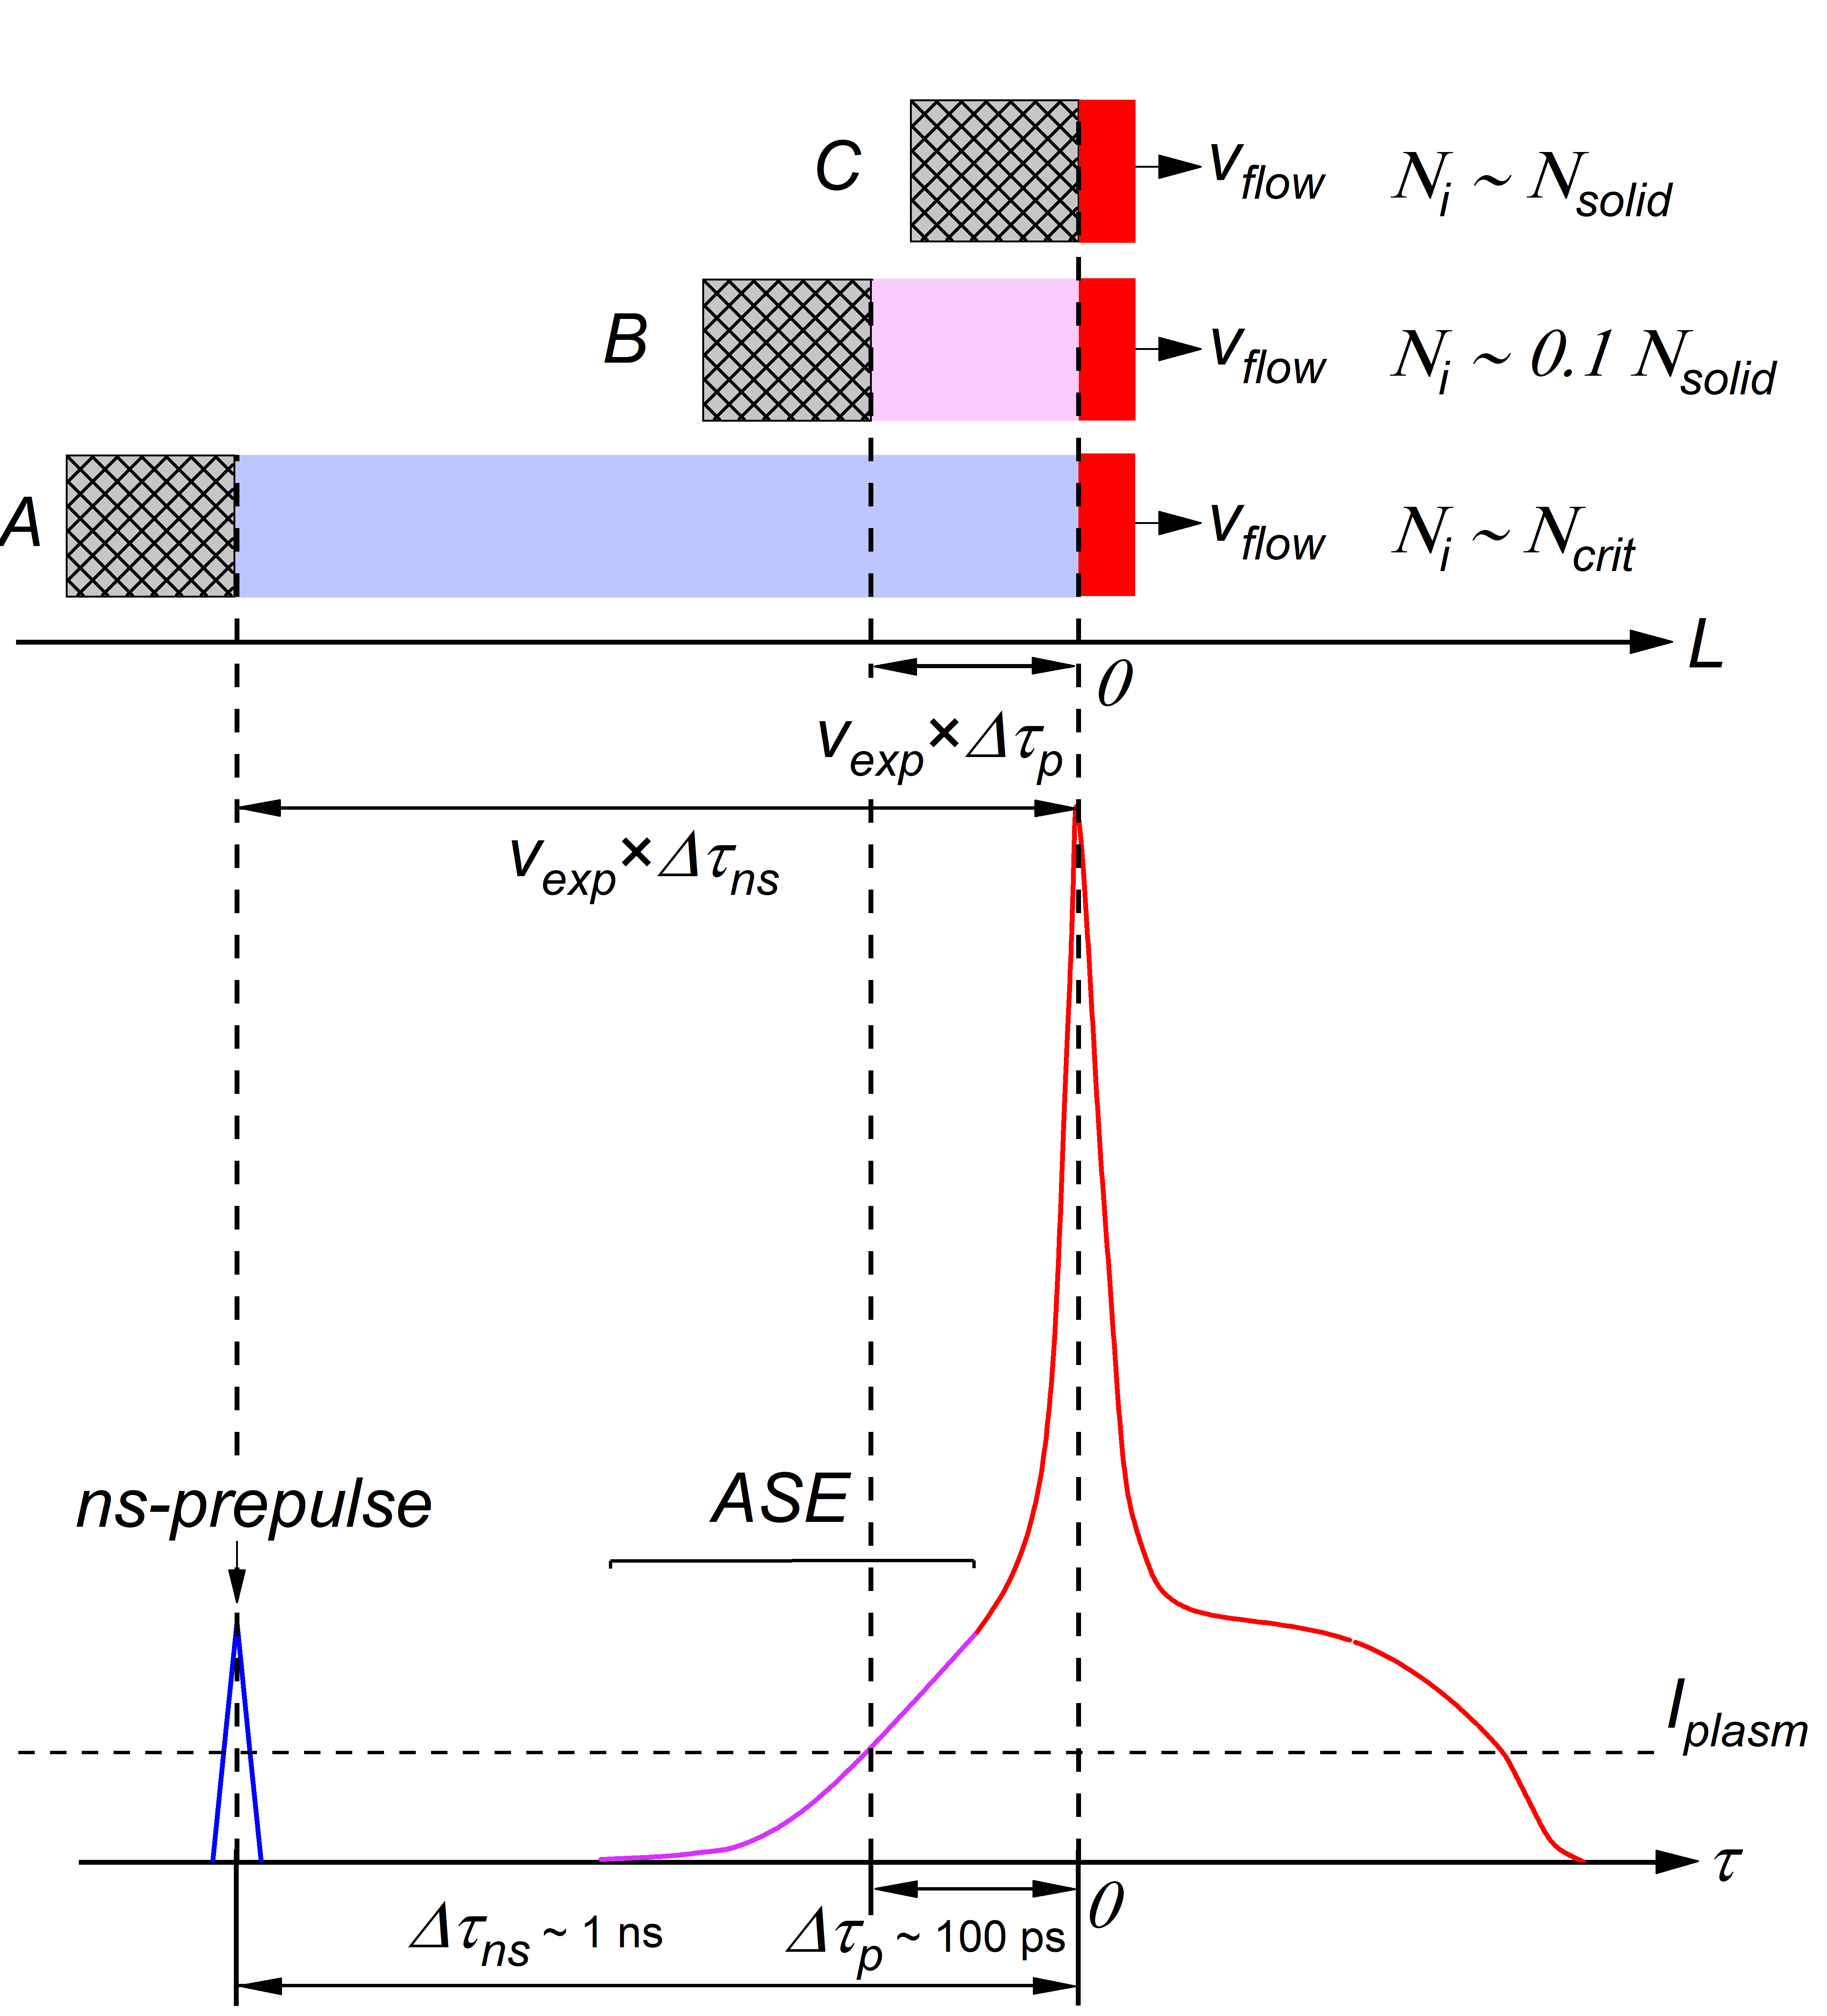 C v_flow N_i ~ N_solid
B v_flow N_i ~ 0.1 N_solid
A v_flow N_i ~ N_crit
L
0
v_exp×Δτ_p
v_exp×Δτ_ns
ns-prepulse
ASE
I_plasm
τ
0
Δτ_ns ~ 1 ns
Δτ_p ~ 100 ps